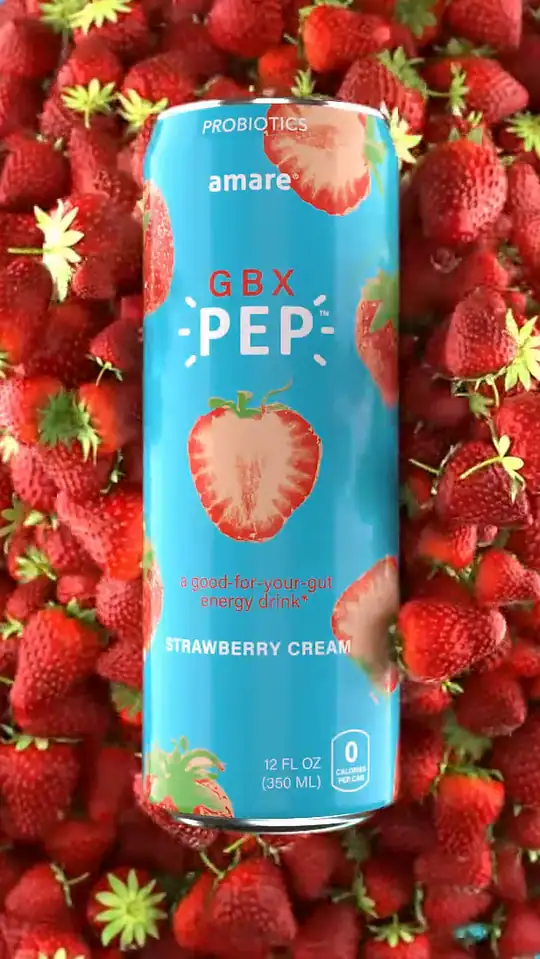 PROBIOTICS
amare®
GBX
PEP™
a good-for-your-gut
energy drink*
STRAWBERRY CREAM
12 FL OZ
(350 ML)
0
CALORIES
PER CAN